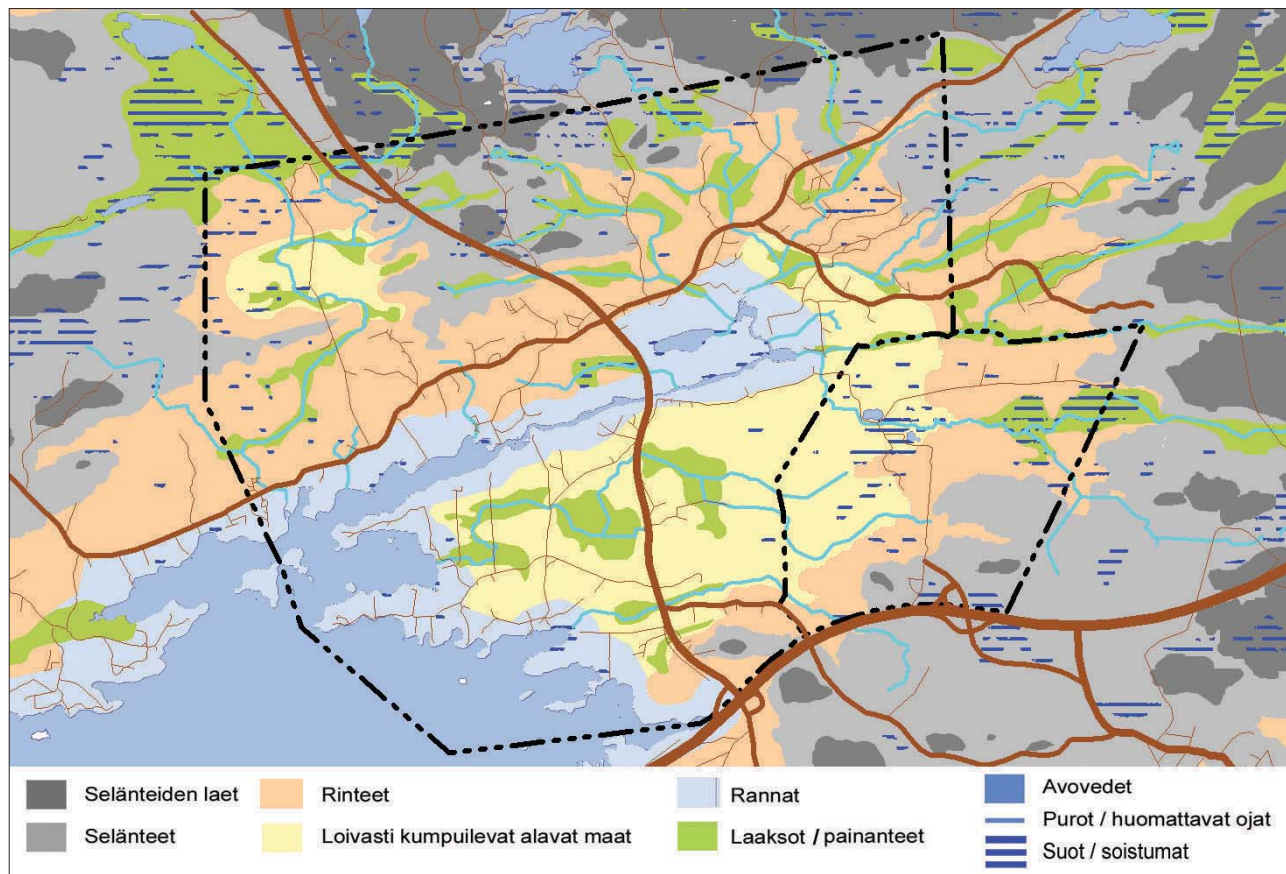 Selänteiden laet
Selänteet
Rinteet
Loivasti kumpuilevat alavat maat
Rannat
Laaksot / painanteet
Avovedet
Purot / huomattavat ojat
Suot / soistumat